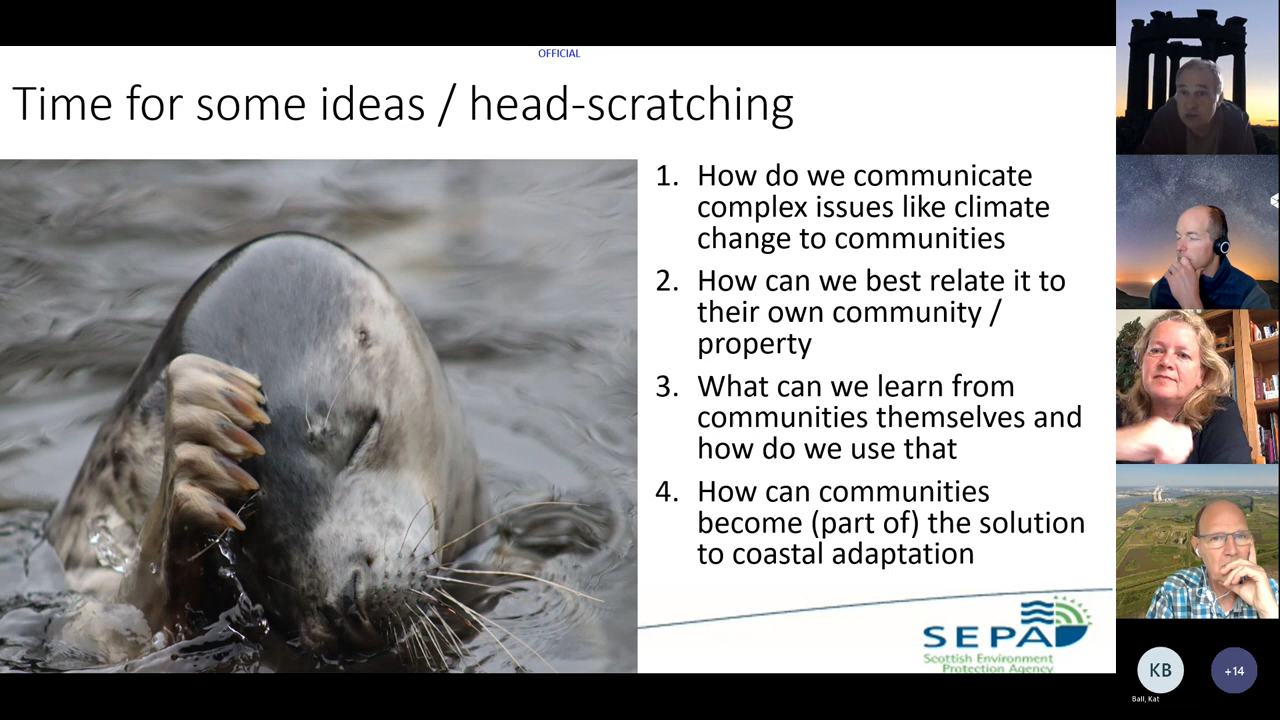 OFFICIAL
Time for some ideas / head-scratching
1. How do we communicate
complex issues like climate
change to communities
2. How can we best relate it to
their own community /
property
3. What can we learn from
communities themselves and
how do we use that
4. How can communities
become (part of) the solution
to coastal adaptation
SEPA
Scottish Environment
Protection Agency
KB
+14
Ball, Kat